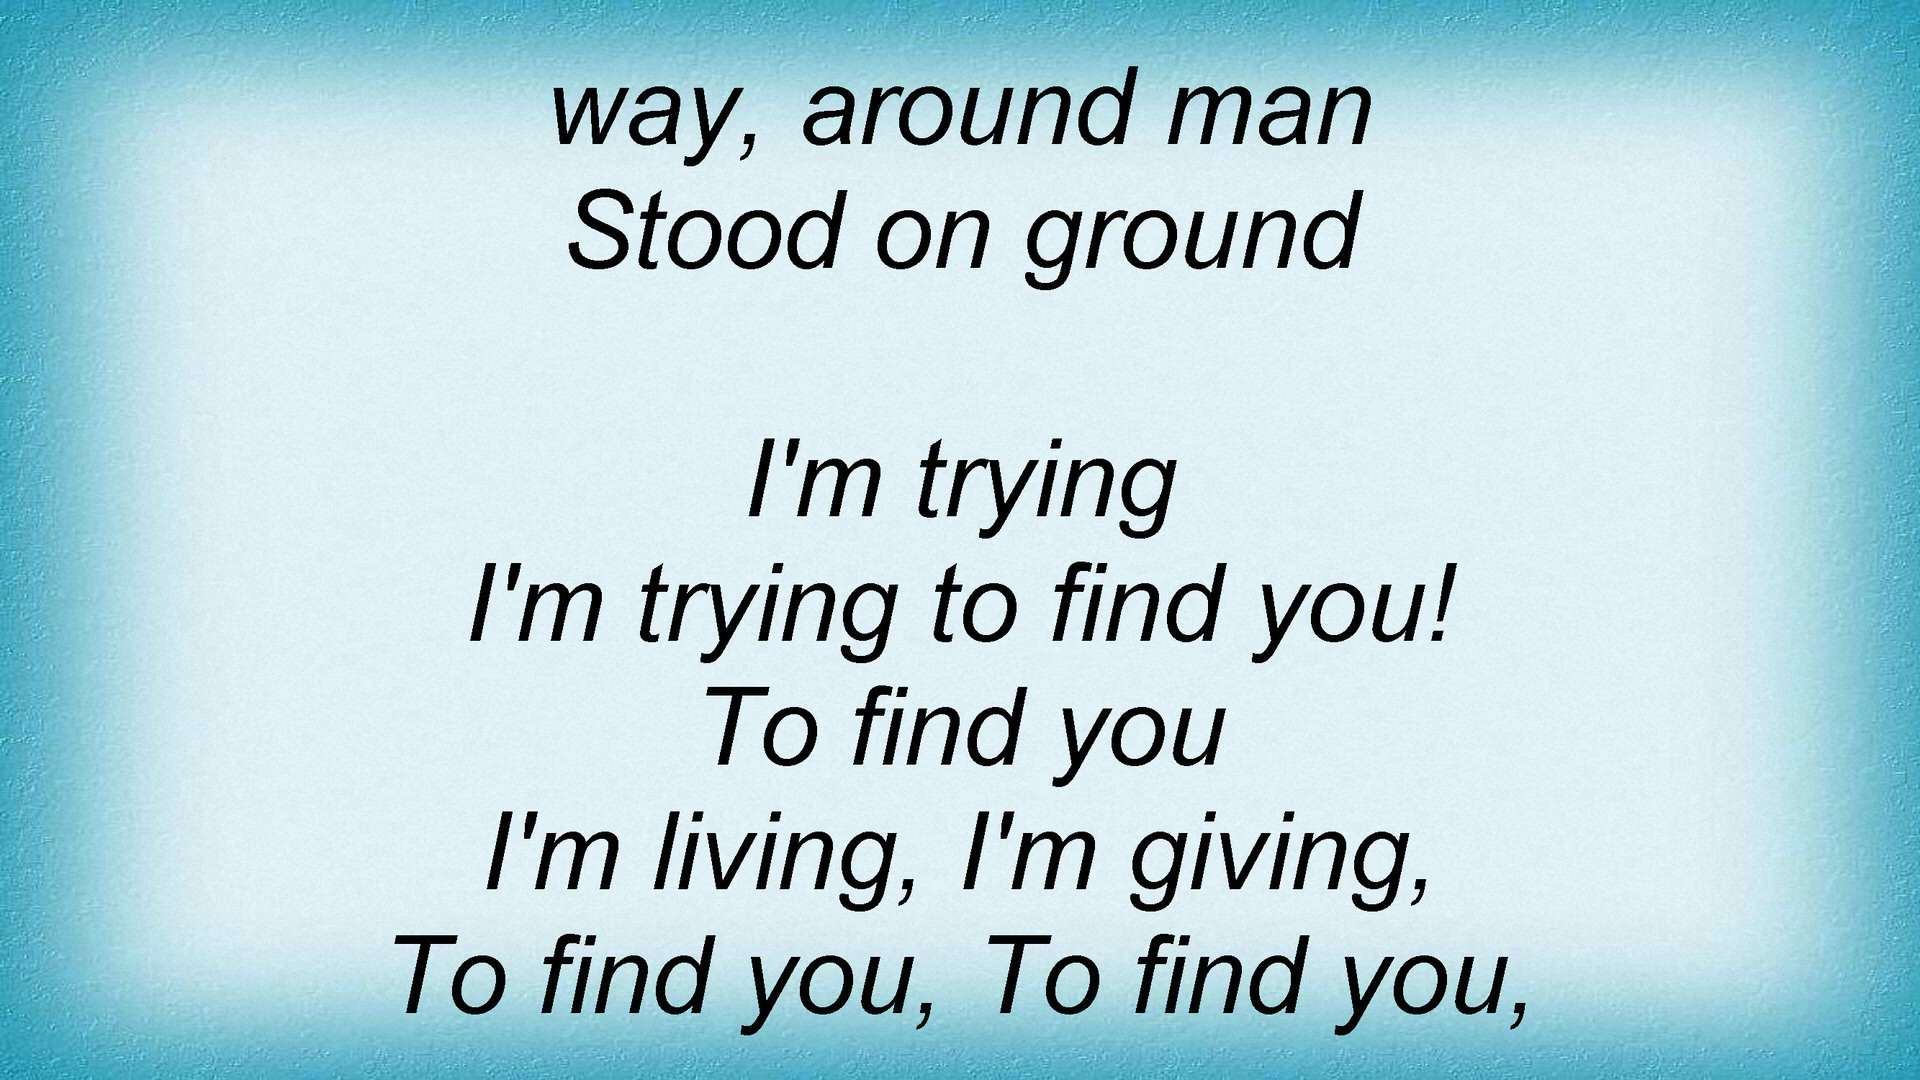 way, around man
Stood on ground
I'm trying
I'm trying to find you!
To find you
I'm living, I'm giving,
To find you, To find you,